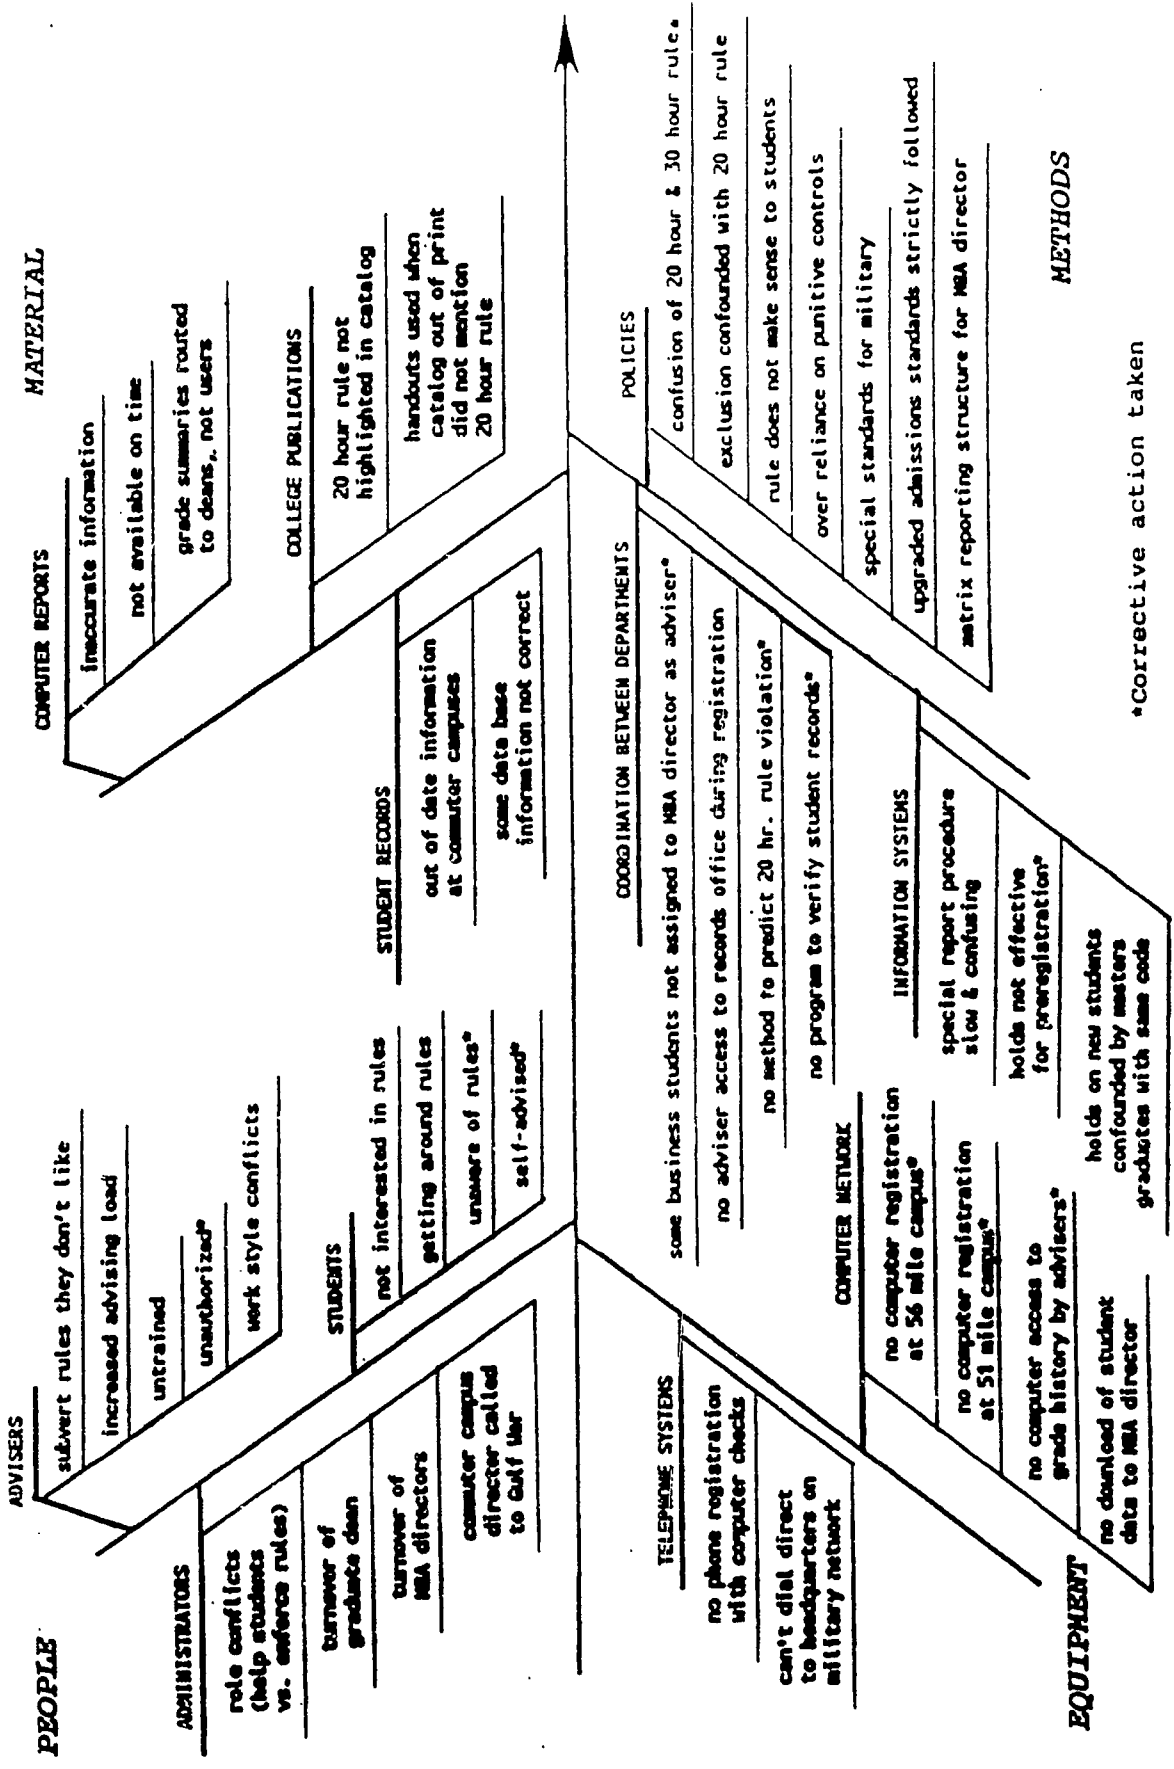 PEOPLE
ADVISERS
subvert rules they don't like
increased advising load
untrained
unauthorized*
work style conflicts
ADMINISTRATORS
role conflicts
(help students
vs. enforce rules)
turnover of
graduate dean
turnover of
MBA directors
commuter campus
director called
to Gulf War
STUDENTS
not interested in rules
getting around rules
unaware of rules*
self-advised*
MATERIAL
COMPUTER REPORTS
inaccurate information
not available on time
grade summaries routed
to deans, not users
COLLEGE PUBLICATIONS
20 hour rule not
highlighted in catalog
handouts used when
catalog out of print
did not mention
20 hour rule
STUDENT RECORDS
out of date information
at commuter campuses
some data base
information not correct
EQUIPMENT
TELEPHONE SYSTEMS
no phone registration
with computer checks
can't dial direct
to headquarters on
military network
COMPUTER NETWORK
no computer registration
at 56 mile campus*
no computer registration
at 51 mile campus*
no computer access to
grade history by advisers*
no download of student
data to MBA director
METHODS
COORDINATION BETWEEN DEPARTMENTS
some business students not assigned to MBA director as adviser*
no adviser access to records office during registration
no method to predict 20 hr. rule violation*
no program to verify student records*
INFORMATION SYSTEMS
special report procedure
slow & confusing
holds not effective
for preregistration*
holds on new students
confounded by masters
graduates with same code
POLICIES
confusion of 20 hour & 30 hour rule*
exclusion confounded with 20 hour rule
rule does not make sense to students
over reliance on punitive controls
special standards for military
upgraded admissions standards strictly followed
matrix reporting structure for MBA director
*Corrective action taken